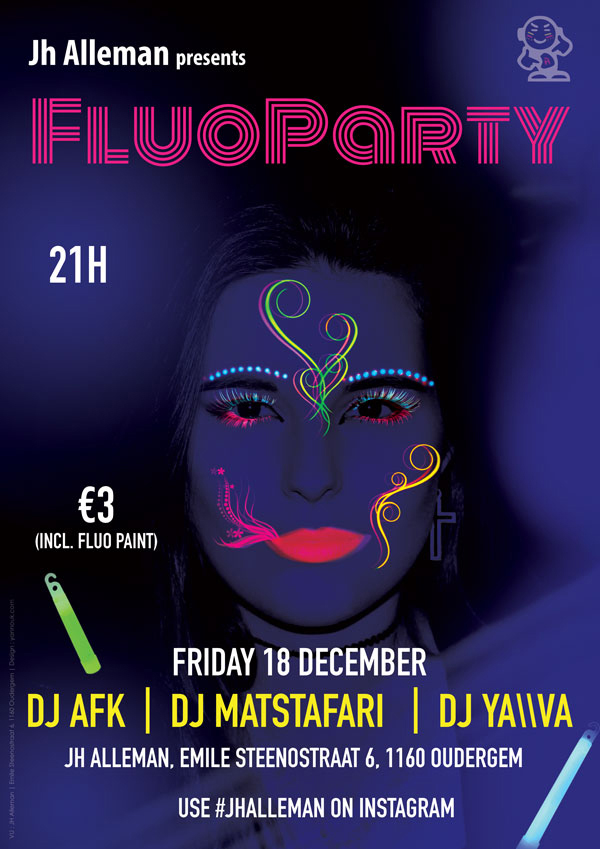 Jh Alleman presents
FLUOPARTY
21H
€3
(INCL. FLUO PAINT)
FRIDAY 18 DECEMBER
DJ AFK | DJ MATSTAFARI | DJ YA\\VA
JH ALLEMAN, EMILE STEENOSTRAAT 6, 1160 OUDERGEM
USE #JHALLEMAN ON INSTAGRAM